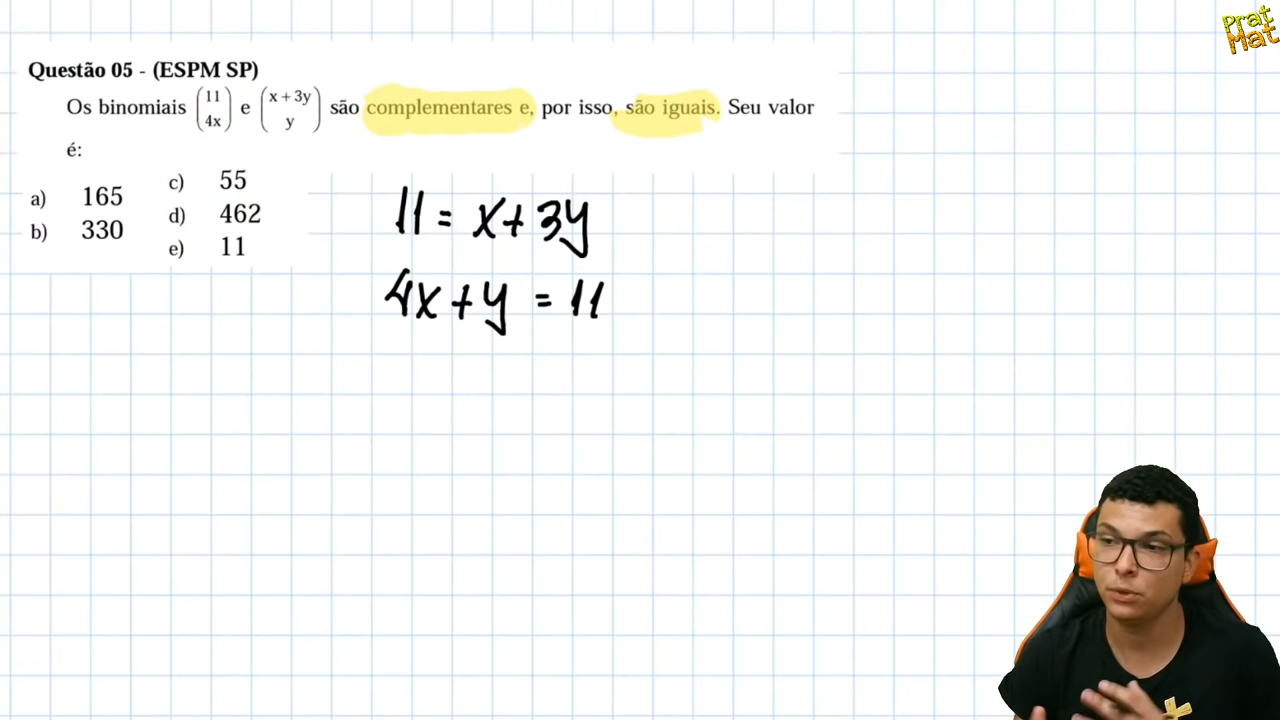 Prat
Mat
Questão 05 - (ESPM SP)
Os binomiais (11 4x) e (x + 3y y) são complementares e, por isso, são iguais. Seu valor
é:
a) 165
b) 330
c) 55
d) 462
e) 11
11 = x + 3y
4x + y = 11